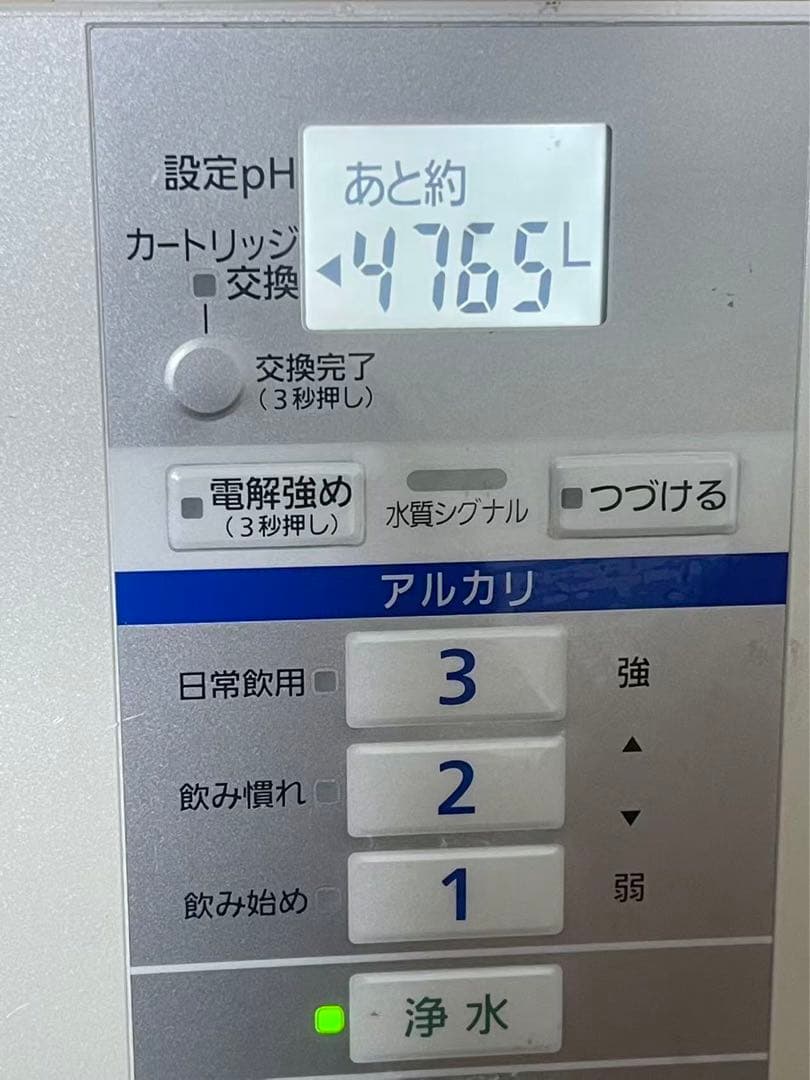 設定pH
あと約
カートリッジ
交換
◀4765L
交換完了
(3秒押し)
電解強め
(3秒押し)
水質シグナル
つづける
アルカリ
日常飲用
3
強
▲
飲み慣れ
2
▼
飲み始め
1
弱
浄水